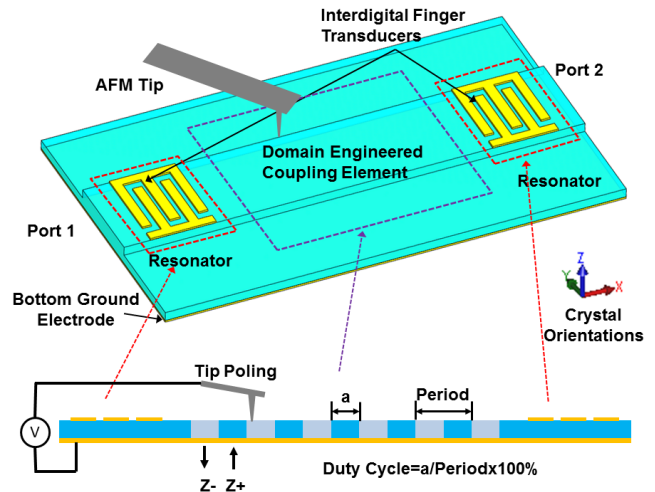 Interdigital Finger
Transducers
AFM Tip
Port 2
Domain Engineered
Coupling Element
Resonator
Port 1
Resonator
Bottom Ground
Electrode
Z
Y
X
Crystal
Orientations
Tip Poling
a
Period
V
Z- Z+
Duty Cycle=a/Periodx100%